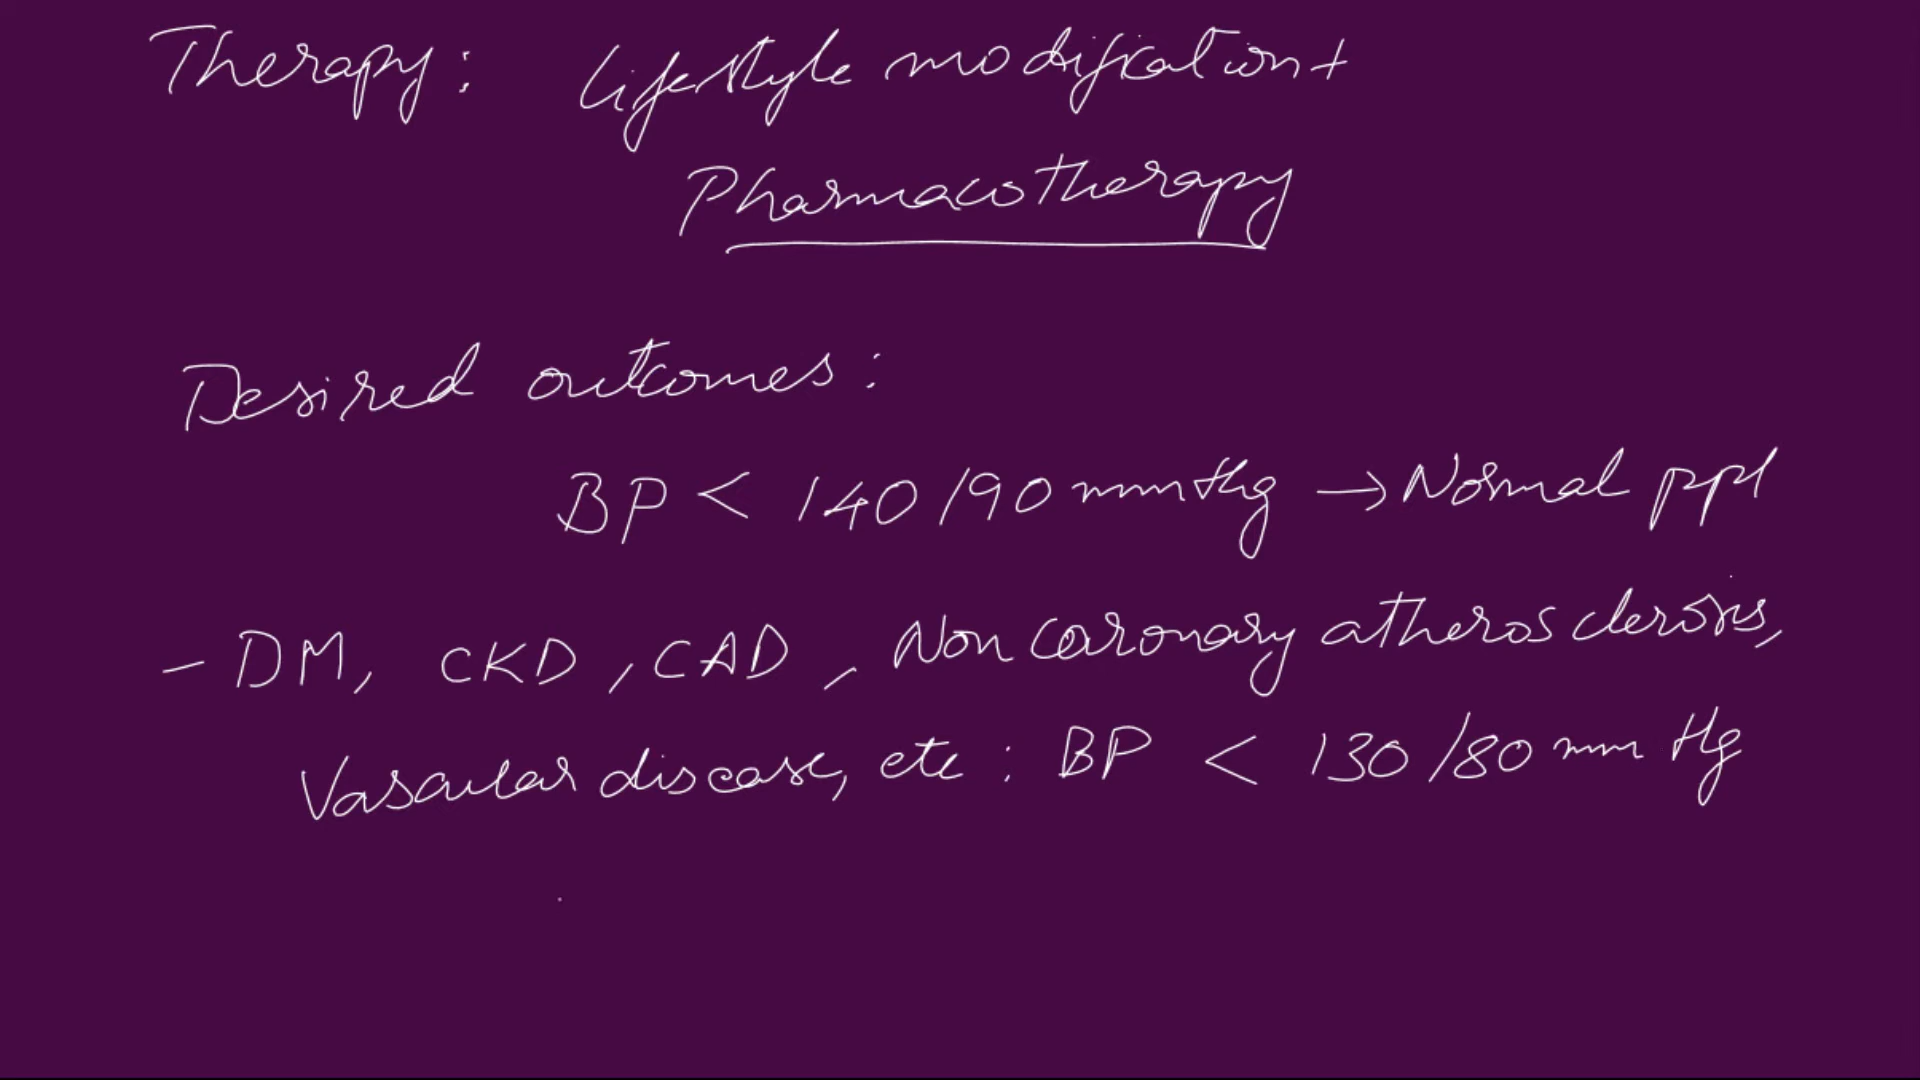 Therapy: Lifestyle modification +
Pharmacotherapy
Desired outcomes:
BP < 140/90 mmHg → Normal ppl
- DM, CKD, CAD, Non coronary atherosclerosis,
Vascular disease, etc : BP < 130/80 mm Hg